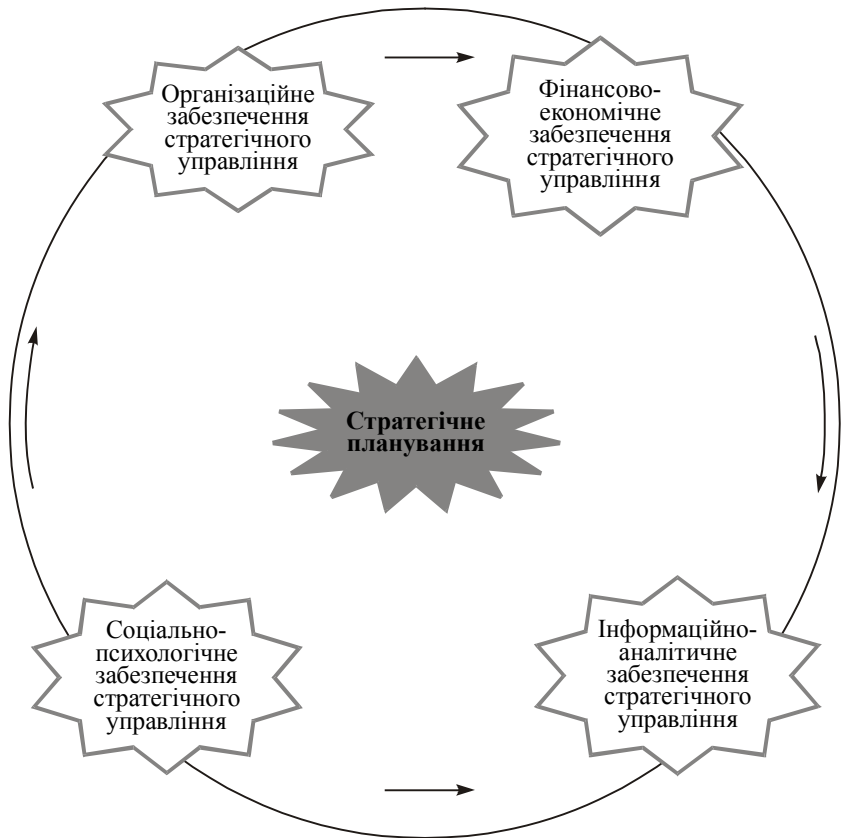 Організаційне
забезпечення
стратегічного
управління
Фінансово-
економічне
забезпечення
стратегічного
управління
Стратегічне
планування
Соціально-
психологічне
забезпечення
стратегічного
управління
Інформаційно-
аналітичне
забезпечення
стратегічного
управління